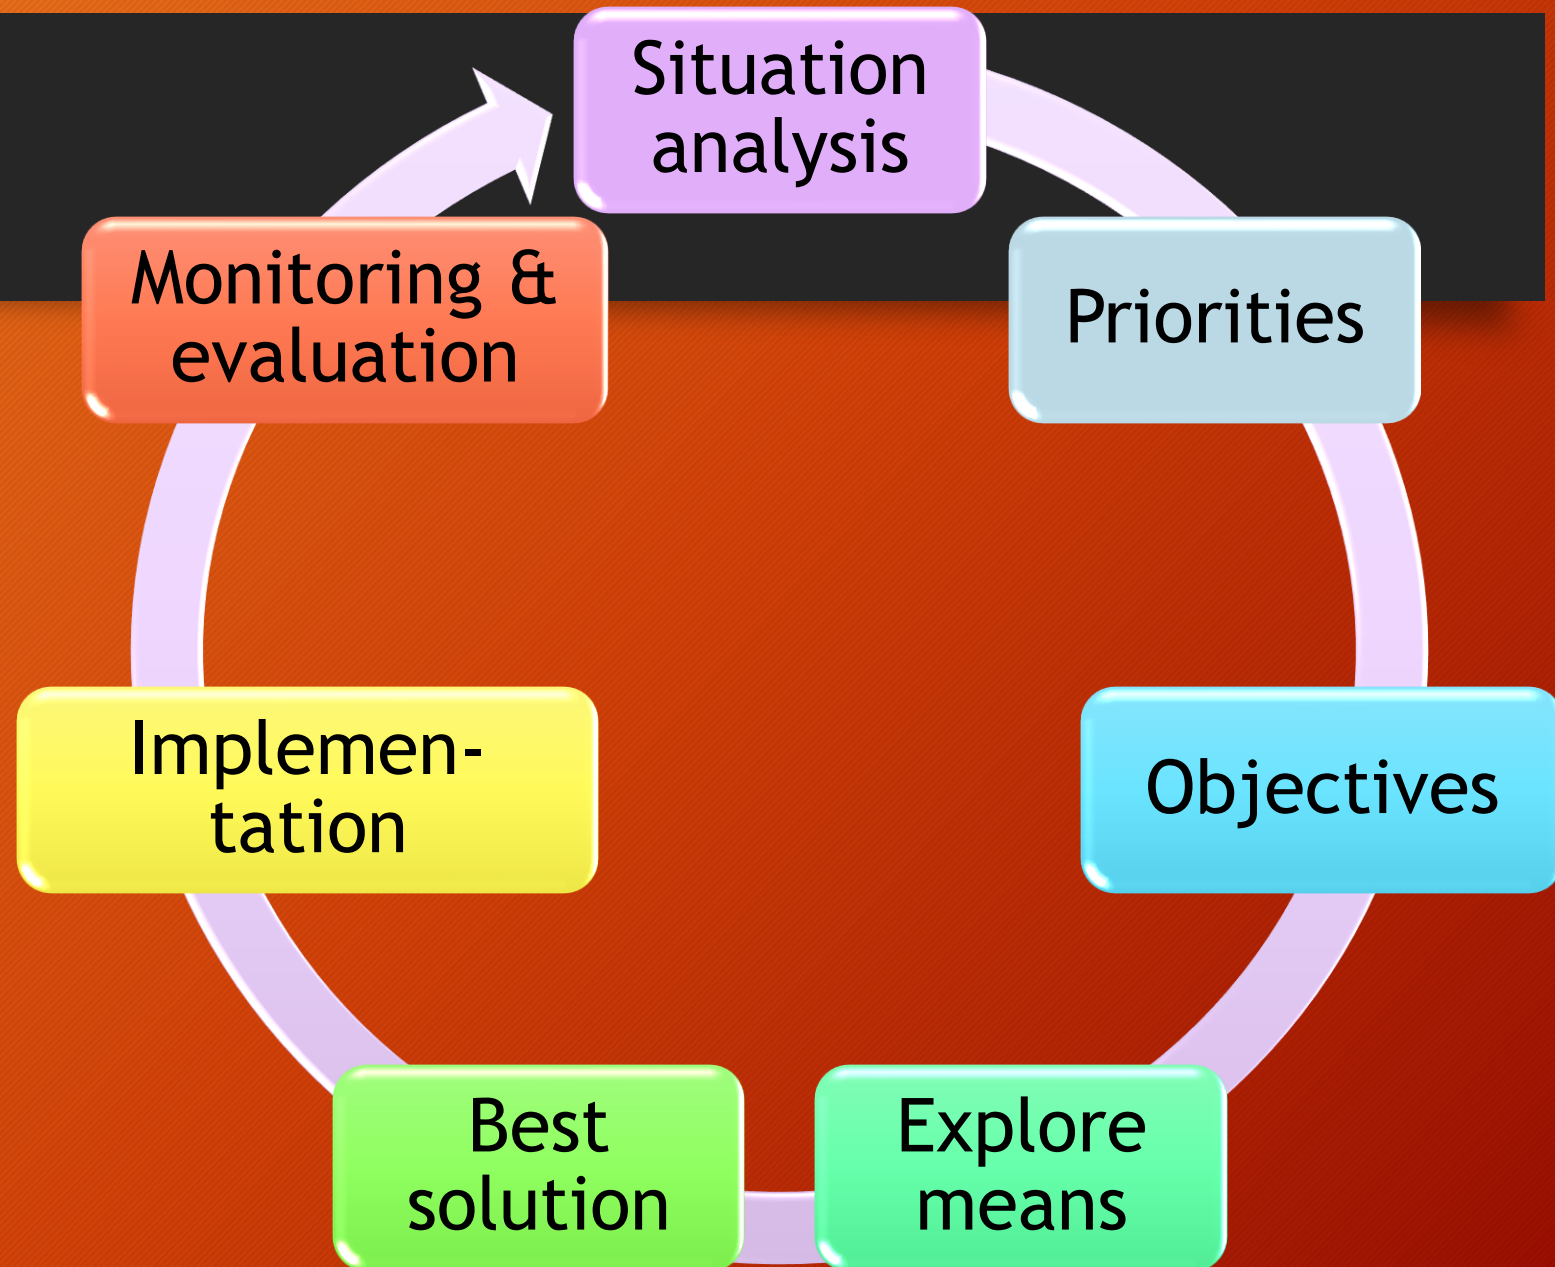 Situation
analysis
Priorities
Objectives
Explore
means
Best
solution
Implemen-
tation
Monitoring &
evaluation